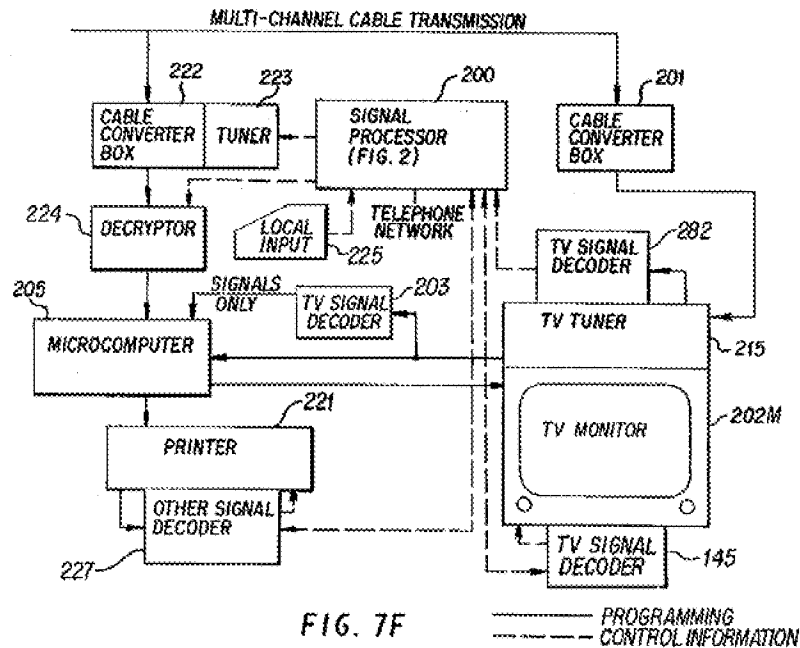 MULTI-CHANNEL CABLE TRANSMISSION
222
223
200
201
CABLE
CONVERTER
BOX
TUNER
SIGNAL
PROCESSOR
(FIG. 2)
CABLE
CONVERTER
BOX
224
DECRYPTOR
LOCAL
INPUT
225
TELEPHONE
NETWORK
TV SIGNAL
DECODER
282
205
SIGNALS
ONLY
TV SIGNAL
DECODER
203
MICROCOMPUTER
TV TUNER
215
221
TV MONITOR
202M
PRINTER
OTHER SIGNAL
DECODER
227
TV SIGNAL
DECODER
145
FIG. 7F
PROGRAMMING
CONTROL INFORMATION